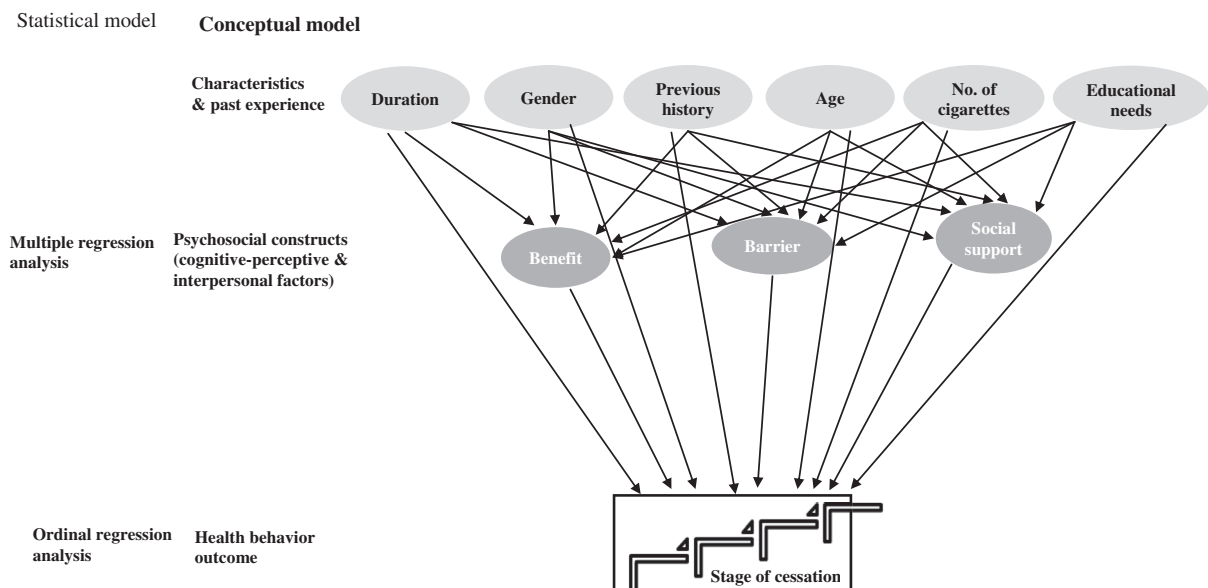 Statistical model
Conceptual model
Characteristics
& past experience
Duration
Gender
Previous
history
Age
No. of
cigarettes
Educational
needs
Multiple regression
analysis
Psychosocial constructs
(cognitive-perceptive &
interpersonal factors)
Benefit
Barrier
Social
support
Ordinal regression
analysis
Health behavior
outcome
Stage of cessation